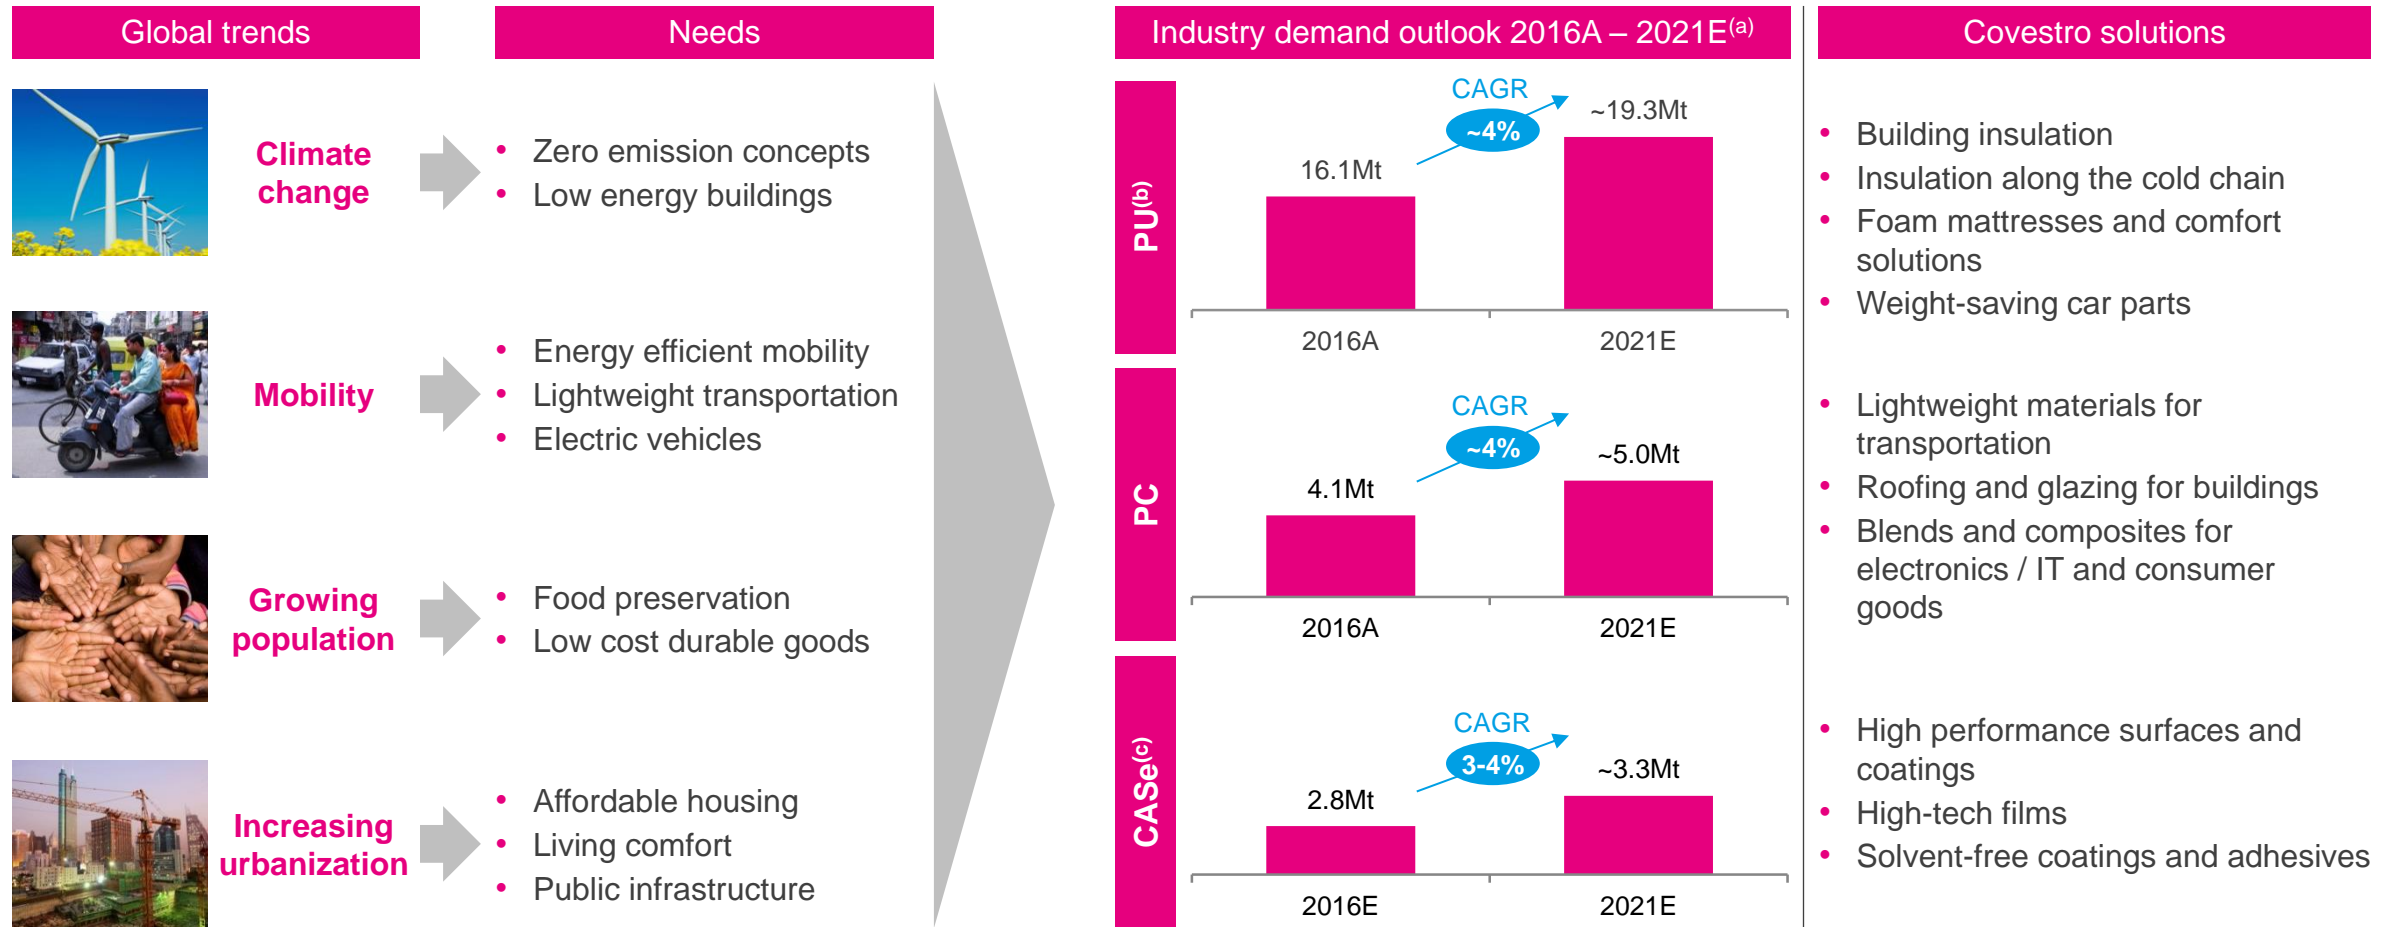 Global trends
Needs
Industry demand outlook 2016A – 2021E(a)
Covestro solutions
Climate
change
• Zero emission concepts
• Low energy buildings
Mobility
• Energy efficient mobility
• Lightweight transportation
• Electric vehicles
Growing
population
• Food preservation
• Low cost durable goods
Increasing
urbanization
• Affordable housing
• Living comfort
• Public infrastructure
PU(b)
CAGR
~4%
16.1Mt
~19.3Mt
2016A
2021E
• Building insulation
• Insulation along the cold chain
• Foam mattresses and comfort
solutions
• Weight-saving car parts
PC
CAGR
~4%
4.1Mt
~5.0Mt
2016A
2021E
• Lightweight materials for
transportation
• Roofing and glazing for buildings
• Blends and composites for
electronics / IT and consumer
goods
CASe(c)
CAGR
3-4%
2.8Mt
~3.3Mt
2016E
2021E
• High performance surfaces and
coatings
• High-tech films
• Solvent-free coatings and adhesives